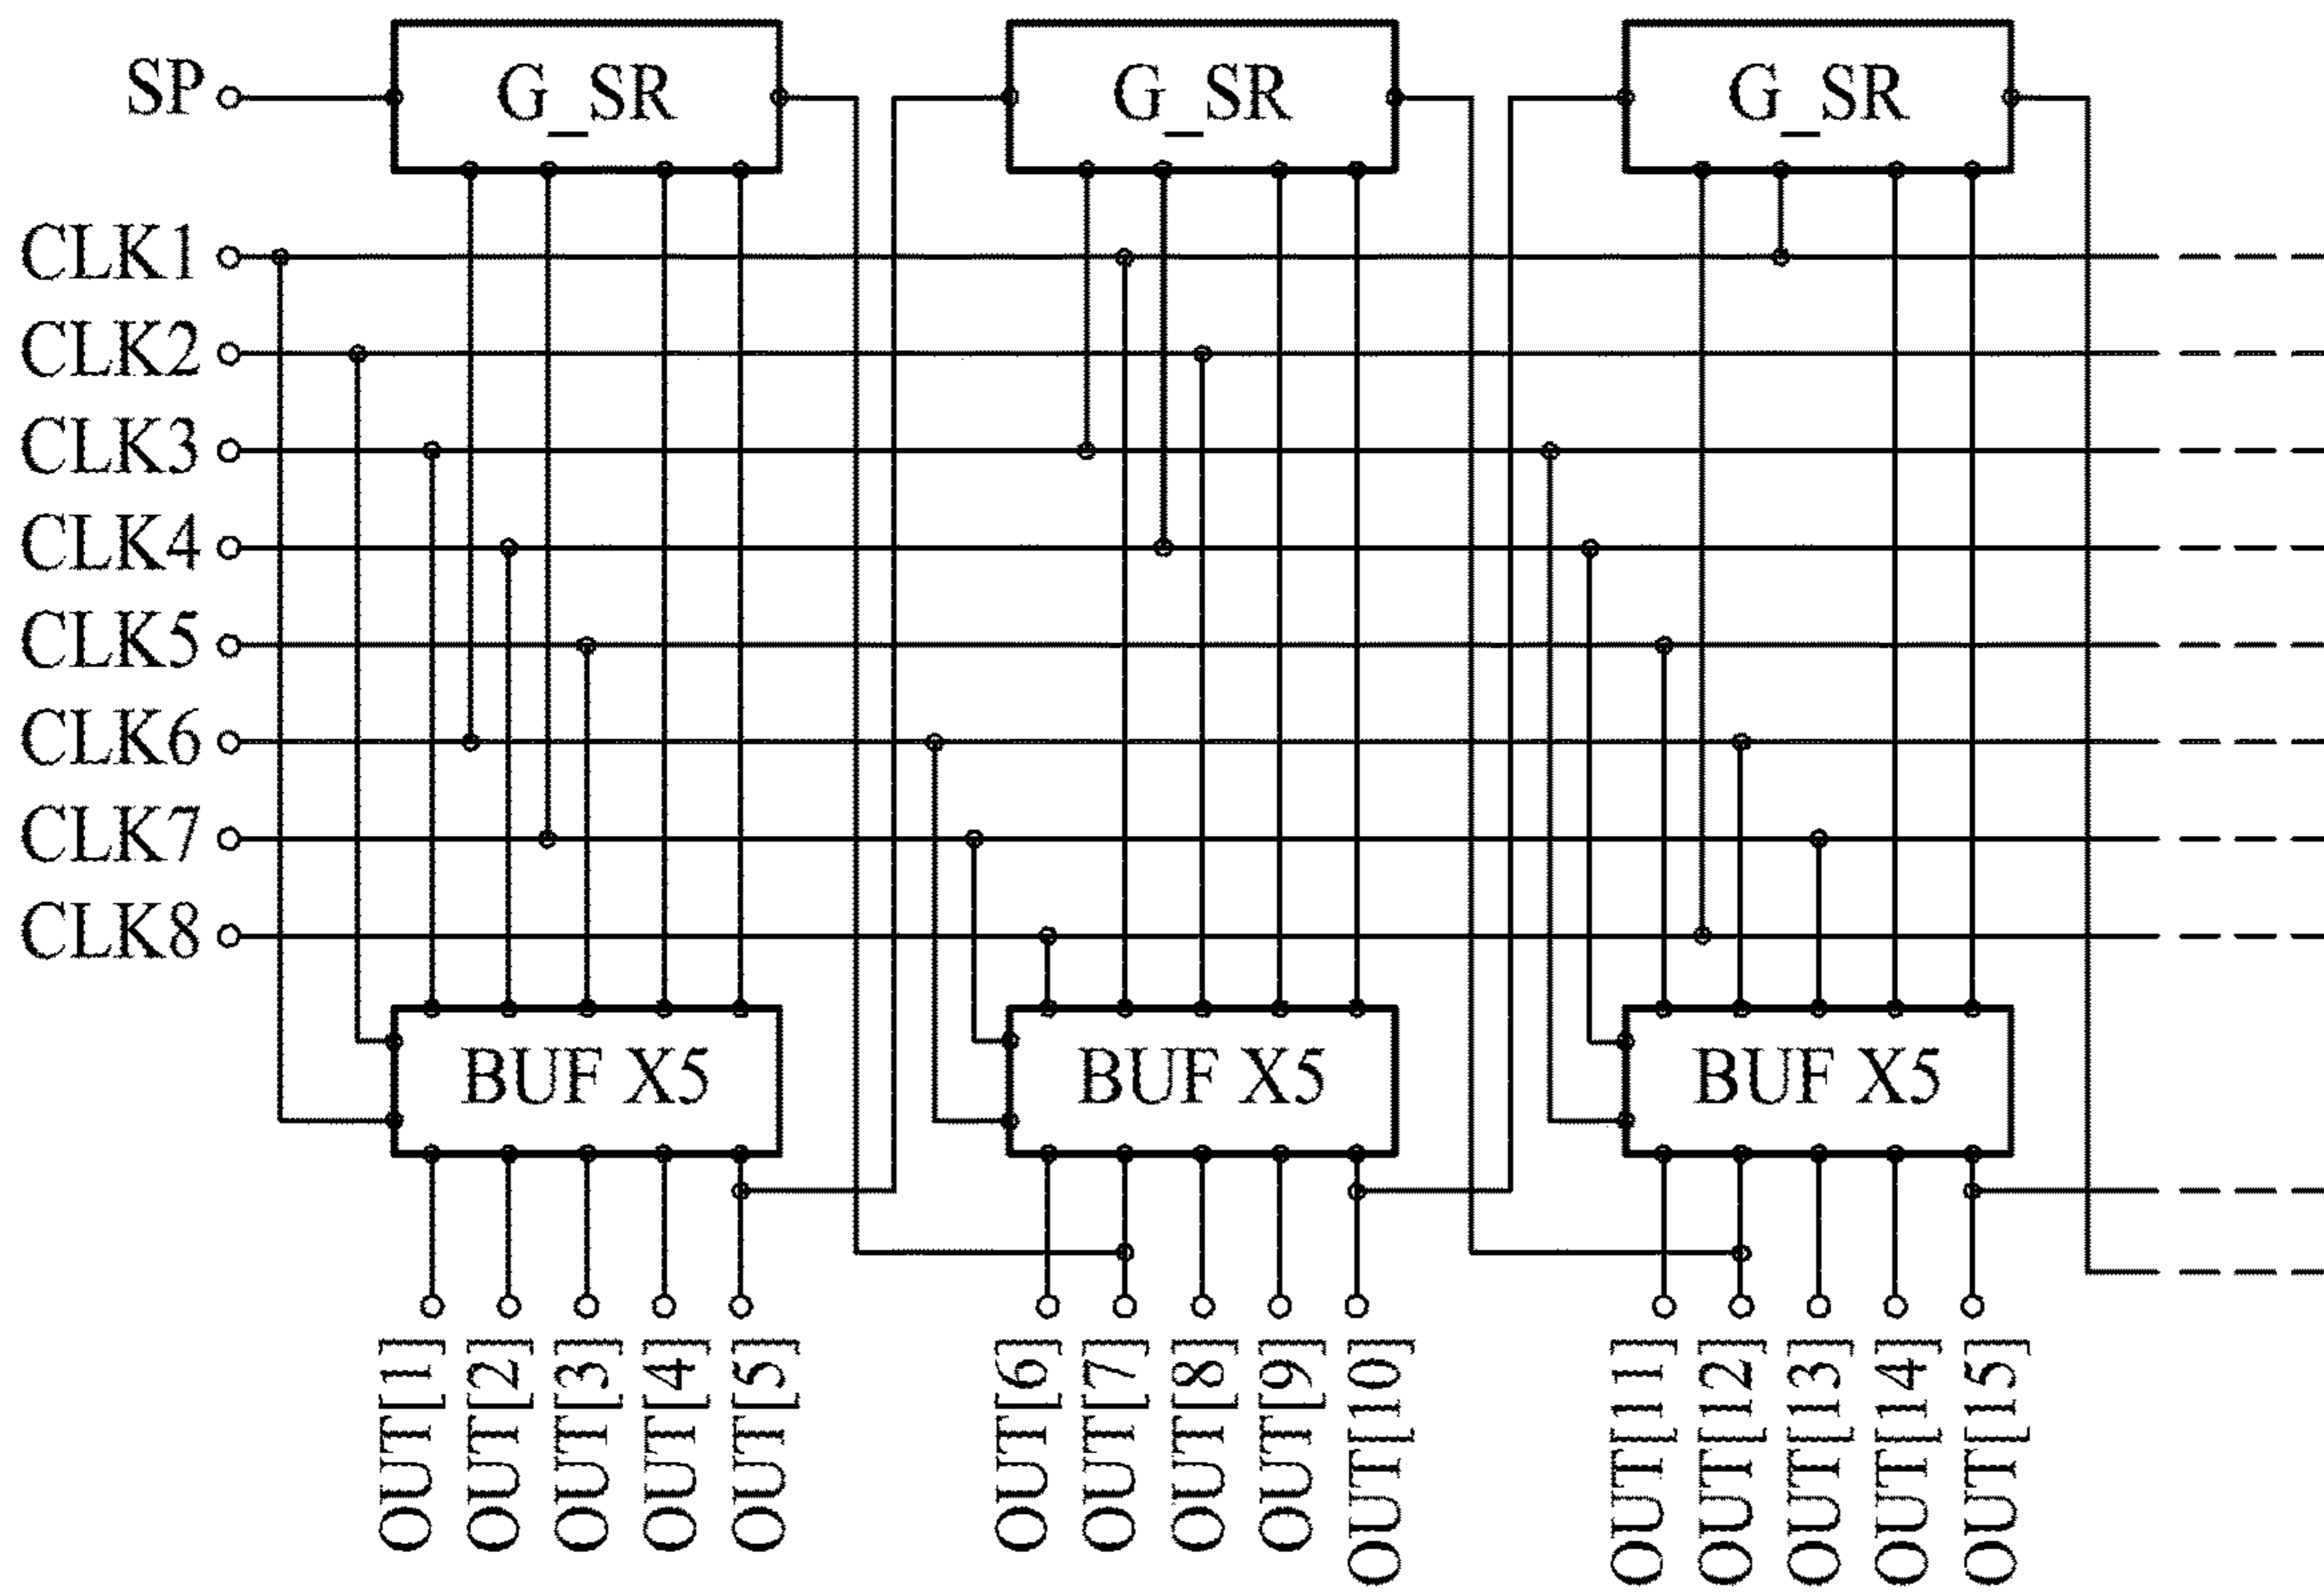 SP
G_SR
G_SR
G_SR
CLK1
CLK2
CLK3
CLK4
CLK5
CLK6
CLK7
CLK8
BUF X5
BUF X5
BUF X5
OUT[1]
OUT[2]
OUT[3]
OUT[4]
OUT[5]
OUT[6]
OUT[7]
OUT[8]
OUT[9]
OUT[10]
OUT[11]
OUT[12]
OUT[13]
OUT[14]
OUT[15]